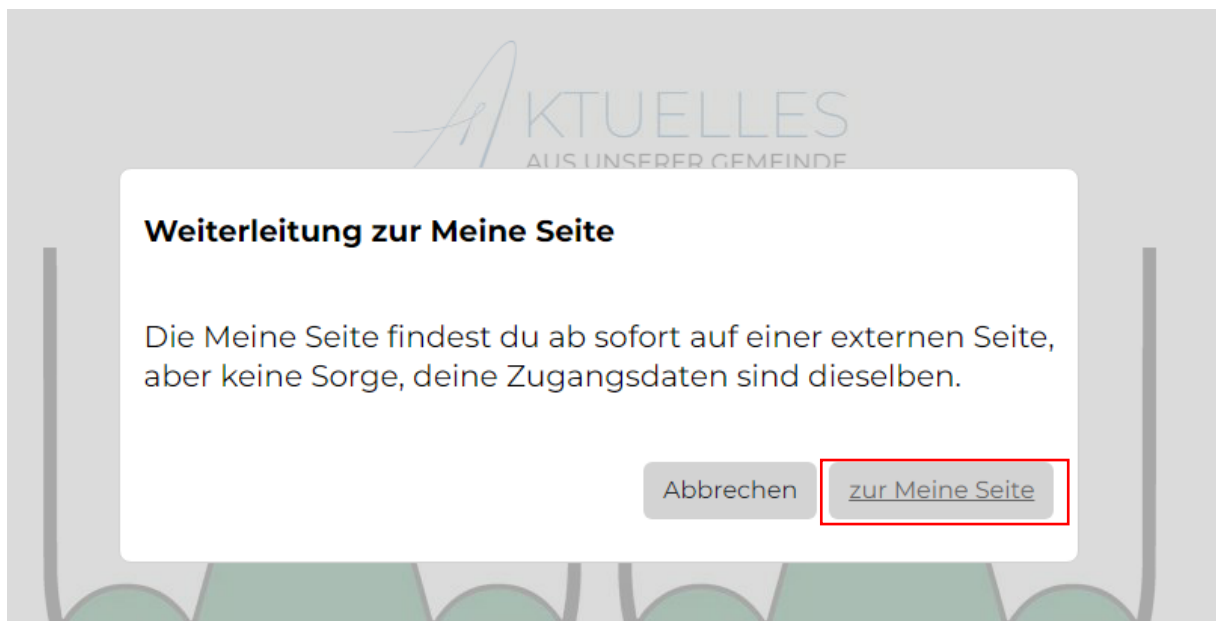 AKTUELLES
AUS UNSERER GEMEINDE
Weiterleitung zur Meine Seite
Die Meine Seite findest du ab sofort auf einer externen Seite,
aber keine Sorge, deine Zugangsdaten sind dieselben.
Abbrechen zur Meine Seite